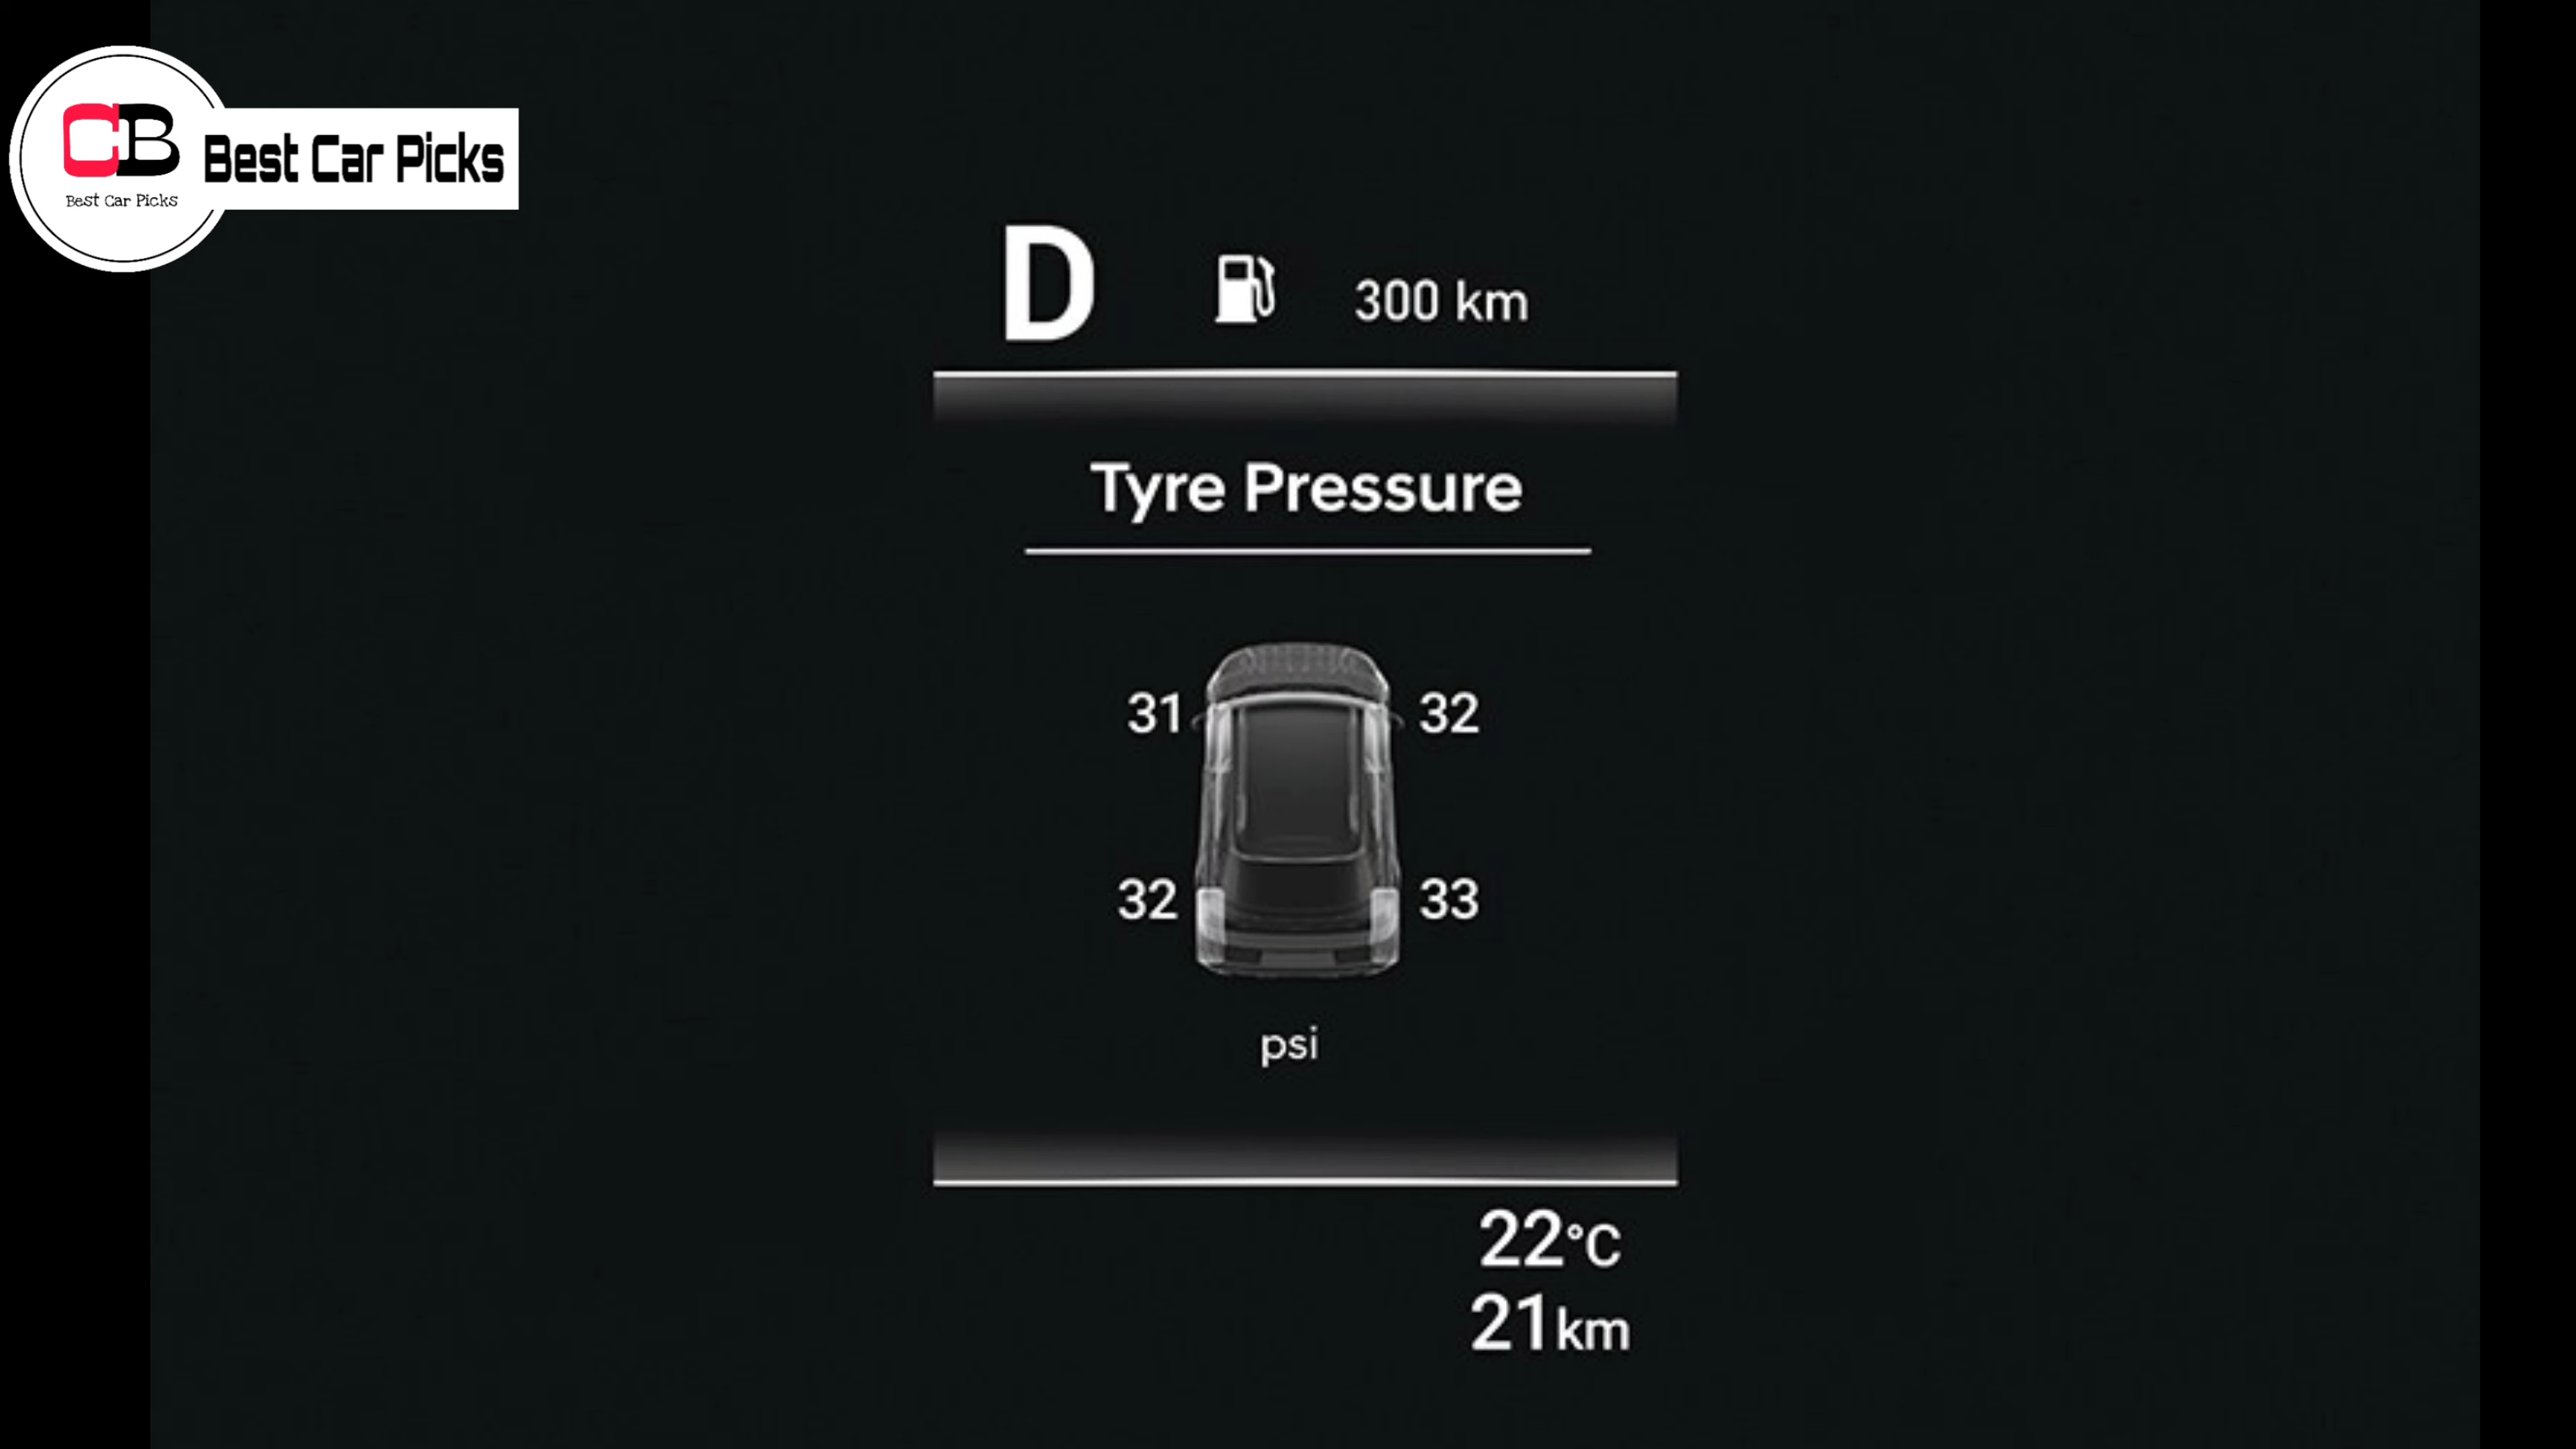 CB
Best Car Picks
Best Car Picks
D 300 km
Tyre Pressure
31 32
32 33
psi
22°C
21km